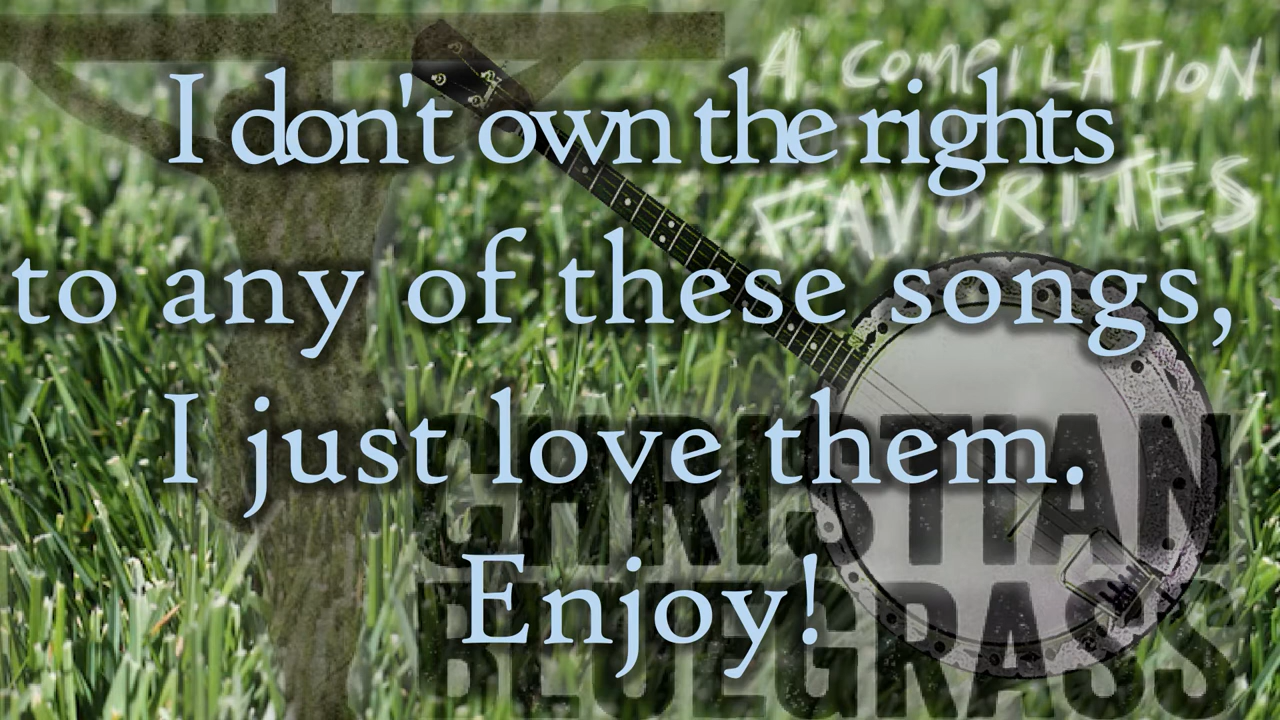 A COMPILATION
FAVORITES
I don't own the rights
to any of these songs,
I just love them.
Enjoy!
CHRISTIAN
BLUEGRASS